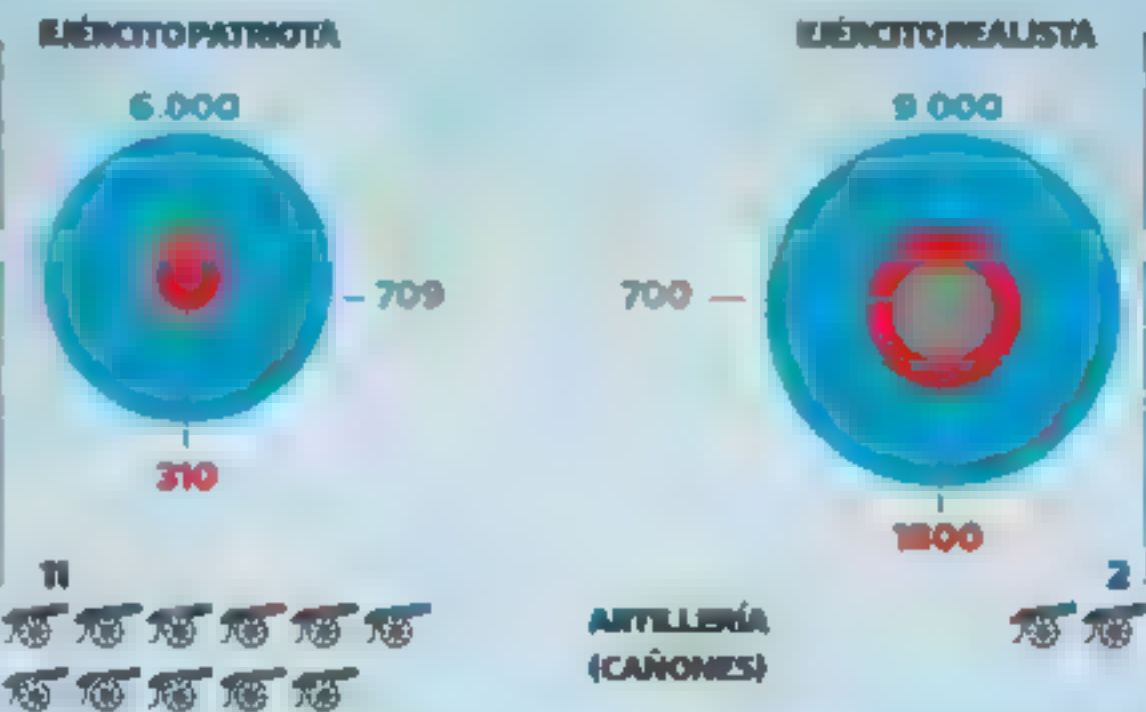 EJÉRCITO PATRIOTA
6.000
709
310
11
EJÉRCITO REALISTA
9 000
700
1800
2
ARTILLERÍA
(CAÑONES)